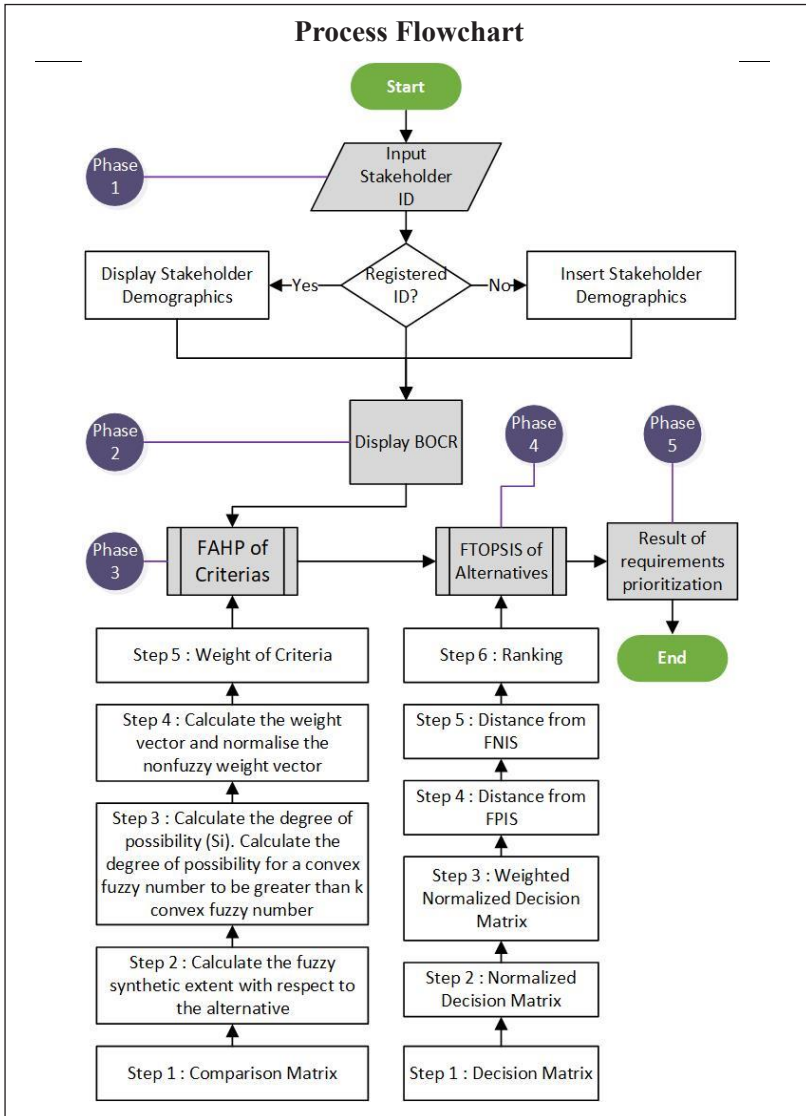 Process Flowchart
Start
Phase
1
Input
Stakeholder
ID
Display Stakeholder
Demographics
Yes
Registered
ID?
No
Insert Stakeholder
Demographics
Phase
2
Display BOCR
Phase
4
Phase
5
Phase
3
FAHP of
Criterias
FTOPSIS of
Alternatives
Result of
requirements
prioritization
End
Step 5 : Weight of Criteria
Step 4 : Calculate the weight
vector and normalise the
nonfuzzy weight vector
Step 3 : Calculate the degree of
possibility (Si). Calculate the
degree of possibility for a convex
fuzzy number to be greater than k
convex fuzzy number
Step 2 : Calculate the fuzzy
synthetic extent with respect to
the alternative
Step 1 : Comparison Matrix
Step 6 : Ranking
Step 5 : Distance from
FNIS
Step 4 : Distance from
FPIS
Step 3 : Weighted
Normalized Decision
Matrix
Step 2 : Normalized
Decision Matrix
Step 1 : Decision Matrix